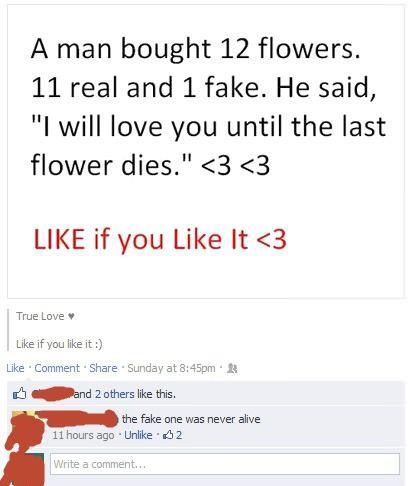 A man bought 12 flowers.
11 real and 1 fake. He said,
"I will love you until the last
flower dies." <3 <3
LIKE if you Like It <3
True Love ♥
Like if you like it :)
Like · Comment · Share · Sunday at 8:45pm ·
and 2 others like this.
the fake one was never alive
11 hours ago · Unlike · 2
Write a comment...